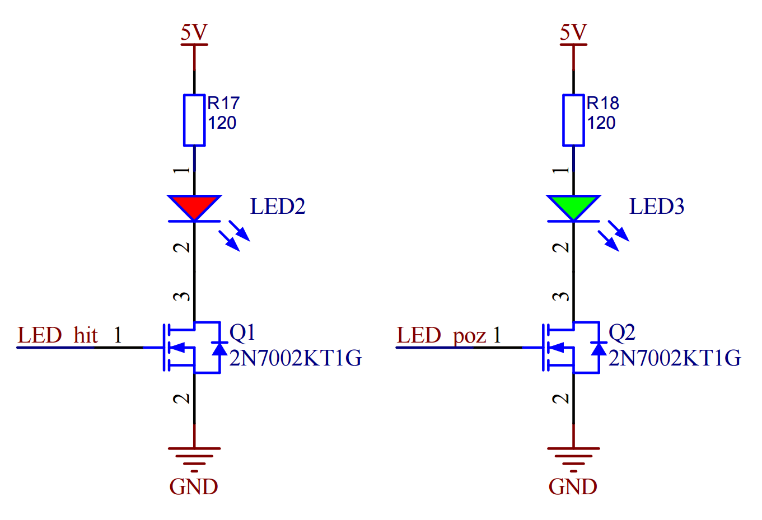 5V
R17
120
1
LED2
2
3
LED_hit 1
Q1
2N7002KT1G
2
GND
5V
R18
120
1
LED3
2
3
LED_poz 1
Q2
2N7002KT1G
2
GND